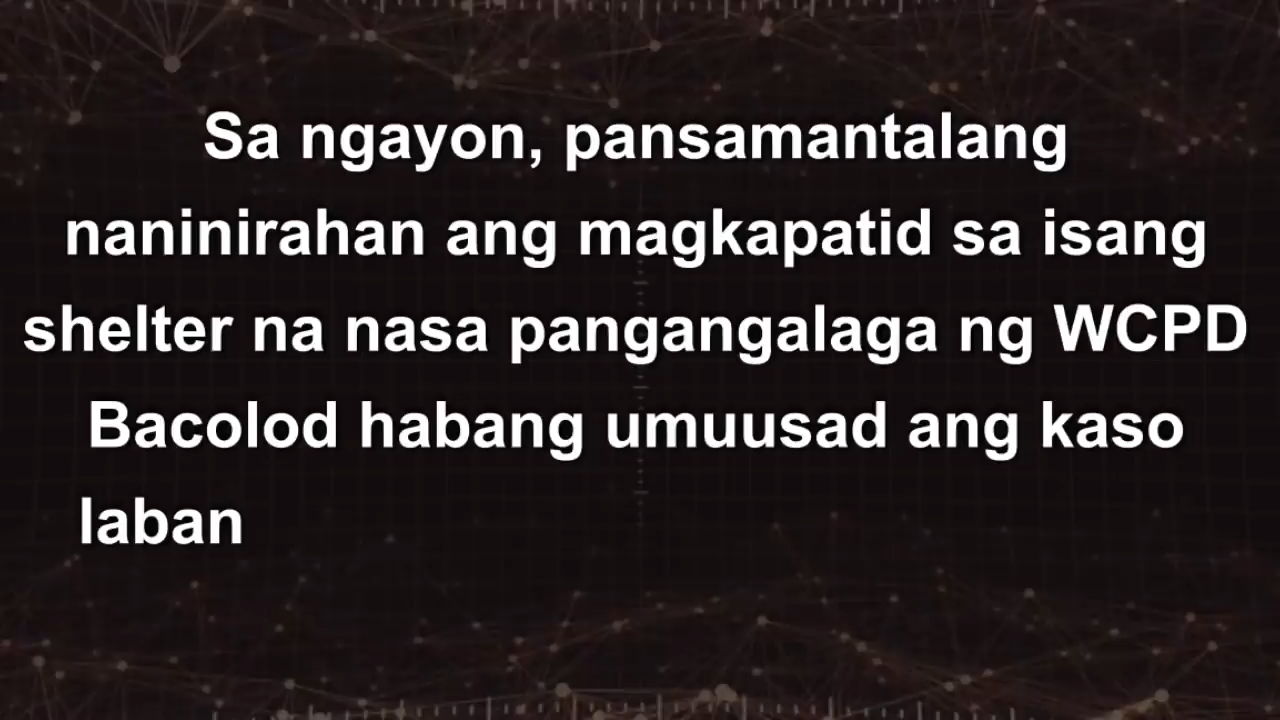 Sa ngayon, pansamantalang
naninirahan ang magkapatid sa isang
shelter na nasa pangangalaga ng WCPD
Bacolod habang umuusad ang kaso
laban